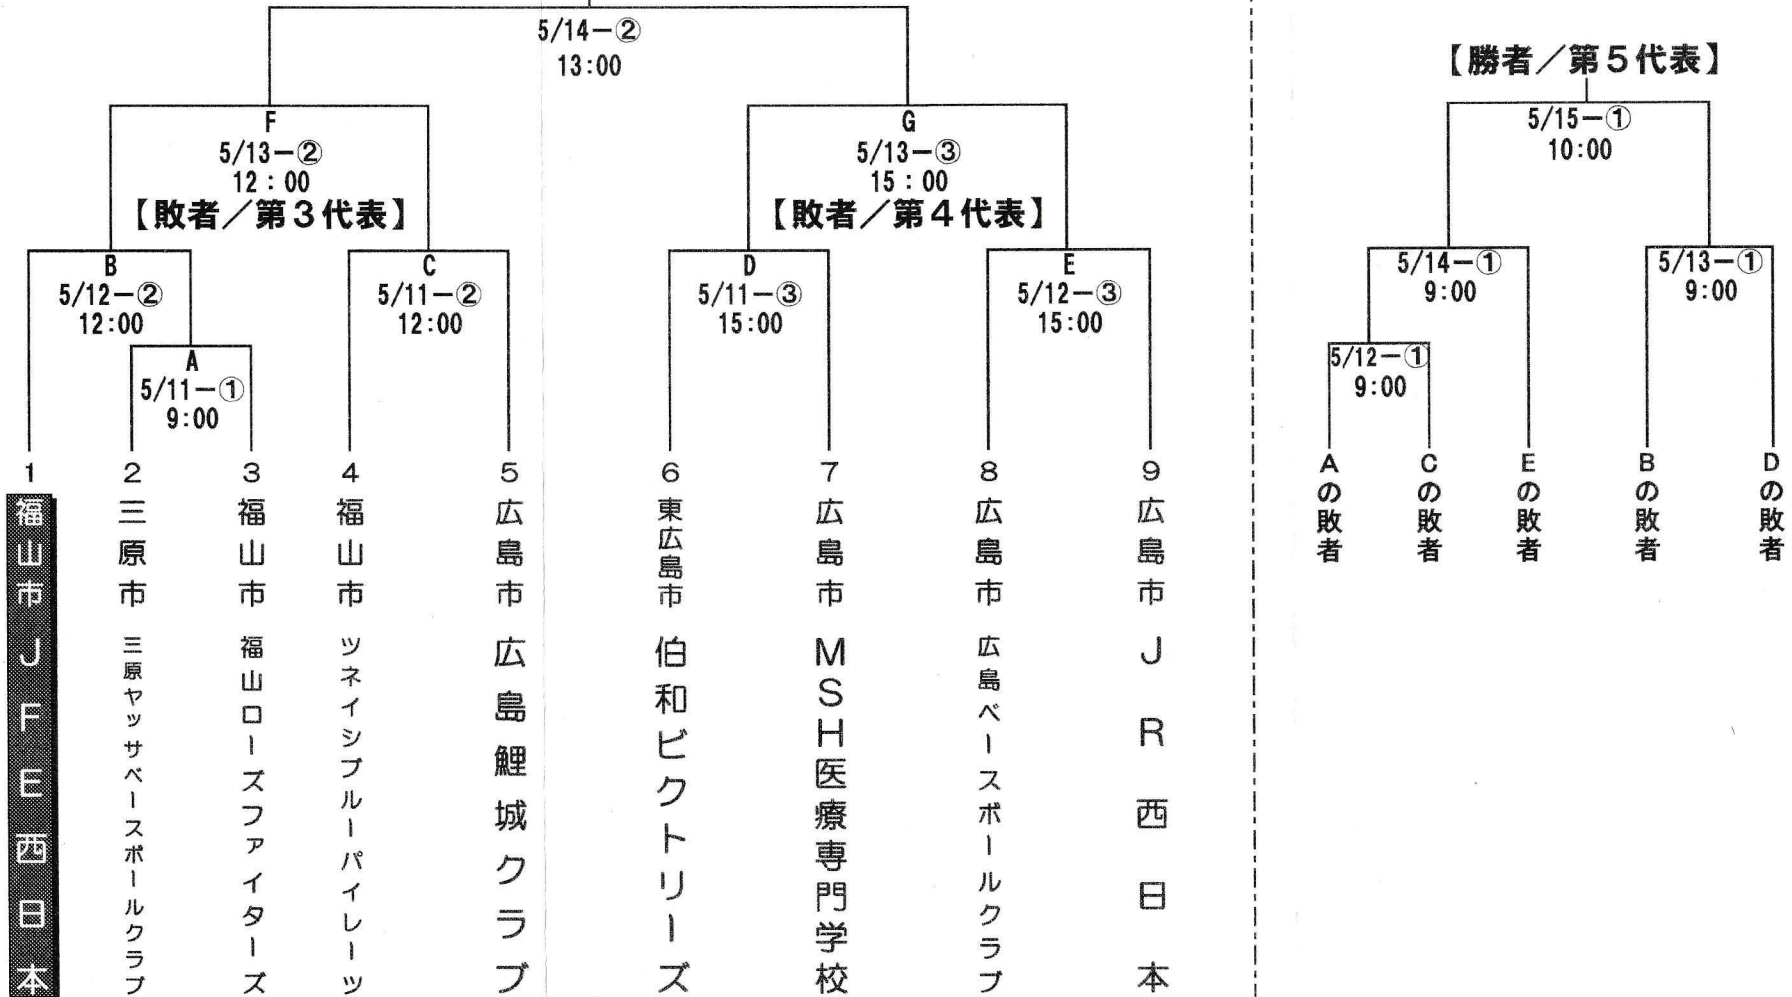 5/14－②
13:00
F
5/13－②
12：00
【敗者／第３代表】
G
5/13－③
15：00
【敗者／第４代表】
B
5/12－②
12:00
C
5/11－②
12:00
D
5/11－③
15:00
E
5/12－③
15:00
A
5/11－①
9:00
1
福山市 ＪＦＥ西日本
2
三原市 三原ヤッサベースボールクラブ
3
福山市 福山ローズファイターズ
4
福山市 ツネイシブルーパイレーツ
5
広島市 広島鯉城クラブ
6
東広島市 伯和ビクトリーズ
7
広島市 ＭＳＨ医療専門学校
8
広島市 広島ベースボールクラブ
9
広島市 ＪＲ西日本
【勝者／第５代表】
5/15－①
10:00
5/14－①
9:00
5/13－①
9:00
5/12－①
9:00
Aの敗者
Cの敗者
Eの敗者
Bの敗者
Dの敗者